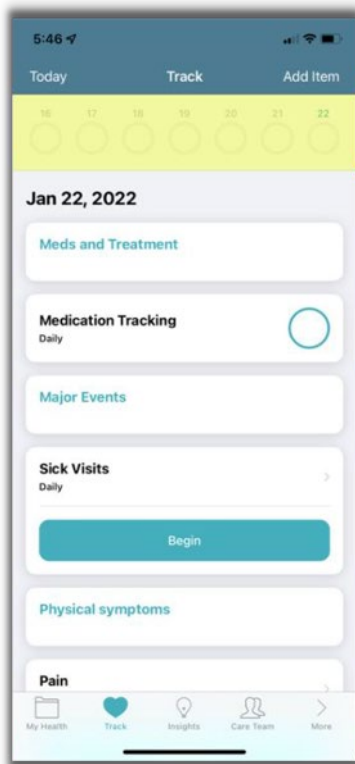 5:46
Today Track Add Item
16 17 18 19 20 21 22
Jan 22, 2022
Meds and Treatment
Medication Tracking
Daily
Major Events
Sick Visits
Daily
Begin
Physical symptoms
Pain
My Health Track Insights Care Team More